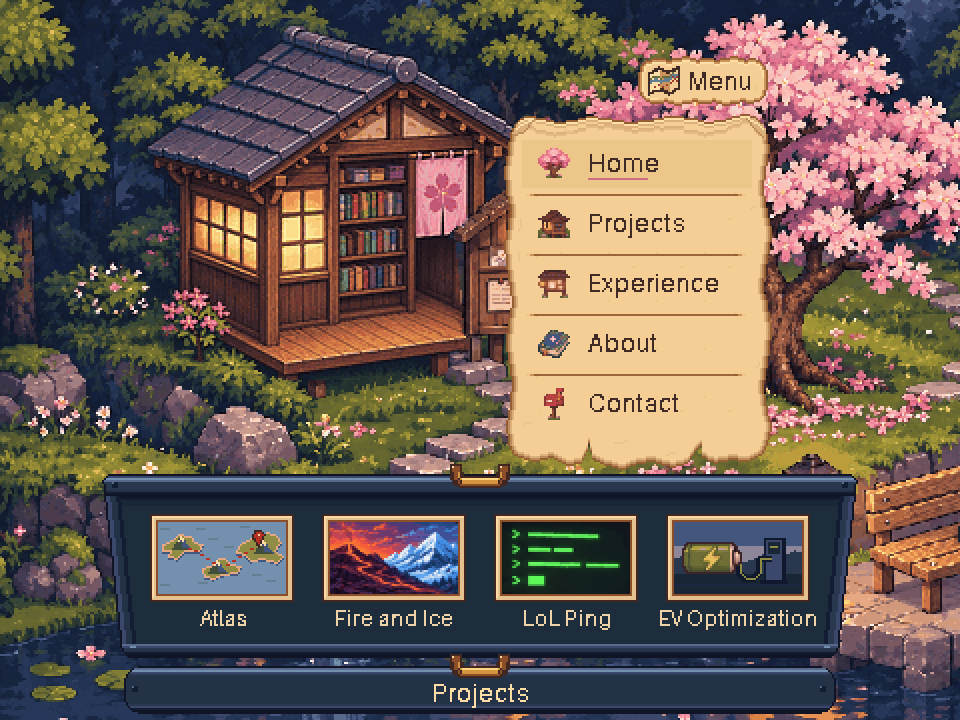 Menu
Home
Projects
Experience
About
Contact
Atlas
Fire and Ice
LoL Ping
EV Optimization
Projects